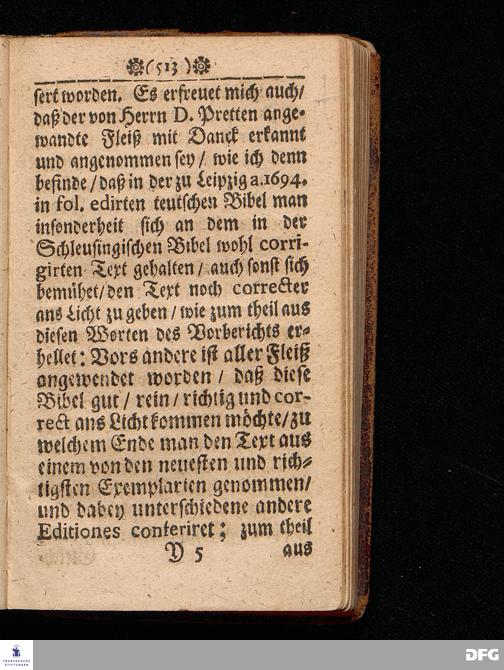 (513)
sert worden. Es erfreuet mich auch/
daß der von Herrn D. Pretten ange-
wandte Fleiß mit Danck erkannt
und angenommen sey/ wie ich denn
befinde/ daß in der zu Leipzig a. 1694.
in fol. edirten teutschen Bibel man
insonderheit sich an dem in der
Schleusingischen Bibel wohl corri-
girten Text gehalten/ auch sonst sich
bemühet/ den Text noch correcter
ans Licht zu geben/ wie zum theil aus
diesen Worten des Vorberichts er-
hellet: Vors andere ist aller Fleiß
angewendet worden / daß diese
Bibel gut / rein / richtig und cor-
rect ans Licht kommen möchte/ zu
welchem Ende man den Text aus
einem von den neuesten und rich-
tigsten Exemplarien genommen/
und dabey unterschiedene andere
Editiones conferiret; zum theil
Y 5 aus
FRANCKESCHE STIFTUNGEN
DFG